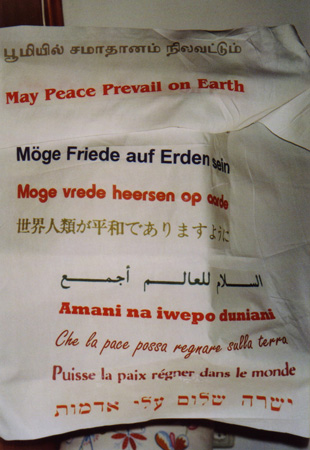 பூமியில் சமாதானம் நிலவட்டும்
May Peace Prevail on Earth
Möge Friede auf Erden sein
Moge vrede heersen op aarde
世界人類が平和でありますように
السلام للعالم أجمع
Amani na iwepo duniani
Che la pace possa regnare sulla terra
Puisse la paix régner dans le monde
ישרה שלום עלי אדמות